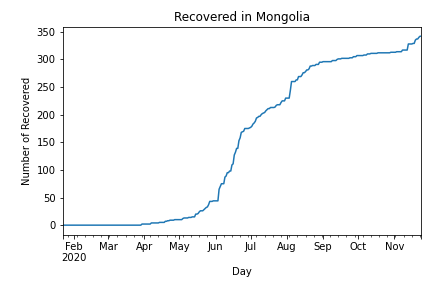 Recovered in Mongolia
Number of Recovered
350
300
250
200
150
100
50
0
Feb Mar Apr May Jun Jul Aug Sep Oct Nov
2020
Day